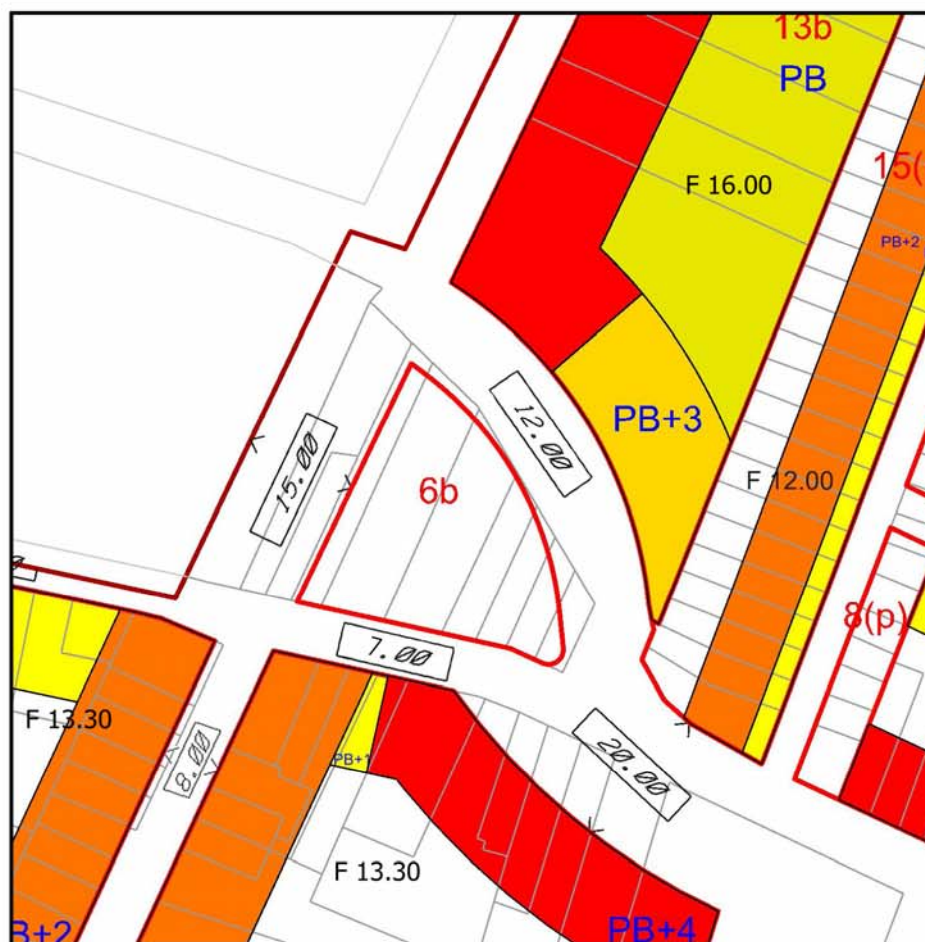 13b
PB
15(
F 16.00
PB+2
12.00
PB+3
15.00
6b
F 12.00
8(p)
7.00
F 13.30
8.00
PB+1
20.00
F 13.30
B+2
PB+4